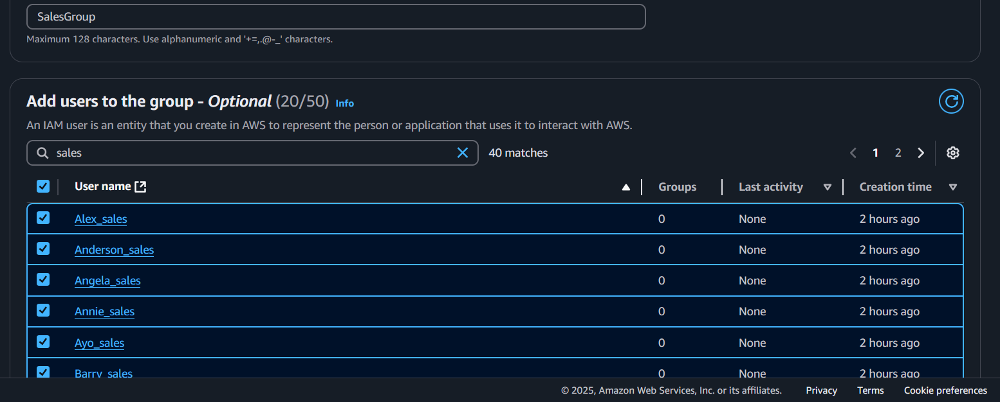 SalesGroup
Maximum 128 characters. Use alphanumeric and '+=,.@-_' characters.
Add users to the group - Optional (20/50) Info
An IAM user is an entity that you create in AWS to represent the person or application that uses it to interact with AWS.
sales 40 matches 1 2
User name Groups Last activity Creation time
Alex_sales 0 None 2 hours ago
Anderson_sales 0 None 2 hours ago
Angela_sales 0 None 2 hours ago
Annie_sales 0 None 2 hours ago
Ayo_sales 0 None 2 hours ago
Barry_sales 0 None 2 hours ago
© 2025, Amazon Web Services, Inc. or its affiliates. Privacy Terms Cookie preferences